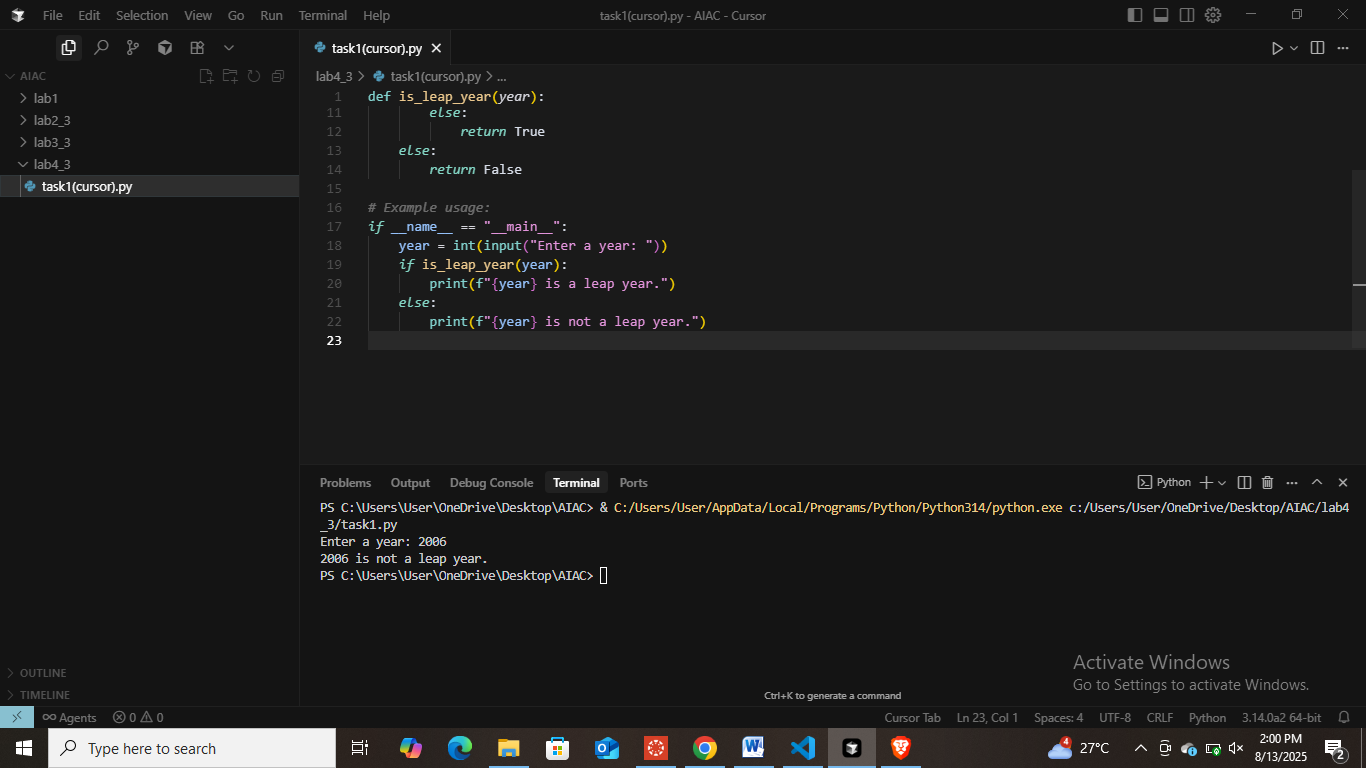 File Edit Selection View Go Run Terminal Help
task1(cursor).py - AIAC - Cursor
AIAC
lab1
lab2_3
lab3_3
lab4_3
task1(cursor).py
OUTLINE
TIMELINE
task1(cursor).py
lab4_3 > task1(cursor).py > ...
1 def is_leap_year(year):
11 else:
12 return True
13 else:
14 return False
15
16 # Example usage:
17 if __name__ == "__main__":
18 year = int(input("Enter a year: "))
19 if is_leap_year(year):
20 print(f"{year} is a leap year.")
21 else:
22 print(f"{year} is not a leap year.")
23
Problems Output Debug Console Terminal Ports
Python
PS C:\Users\User\OneDrive\Desktop\AIAC> & C:/Users/User/AppData/Local/Programs/Python/Python314/python.exe c:/Users/User/OneDrive/Desktop/AIAC/lab4
_3/task1.py
Enter a year: 2006
2006 is not a leap year.
PS C:\Users\User\OneDrive\Desktop\AIAC>
Activate Windows
Go to Settings to activate Windows.
Ctrl+K to generate a command
Agents 0 0
Cursor Tab Ln 23, Col 1 Spaces: 4 UTF-8 CRLF Python 3.14.0a2 64-bit
Type here to search
4
27°C
2:00 PM
8/13/2025
2